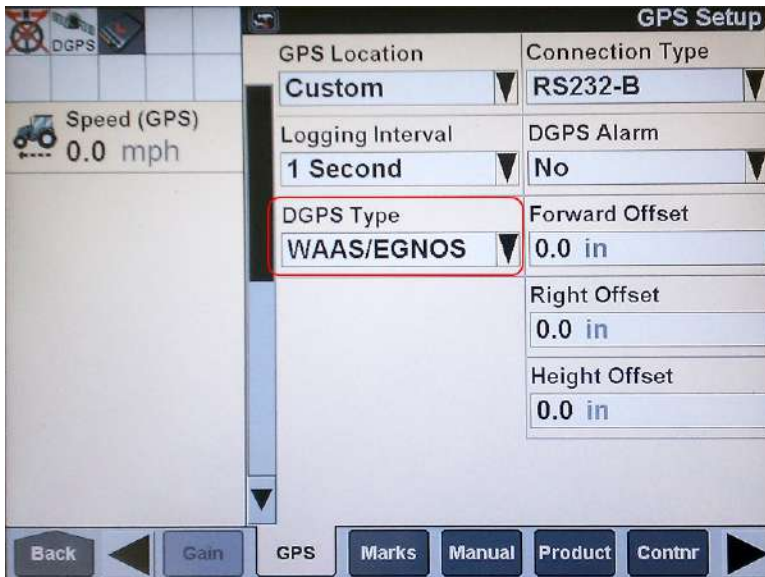 GPS Setup
DGPS
Speed (GPS)
0.0 mph
GPS Location
Custom
Connection Type
RS232-B
Logging Interval
1 Second
DGPS Alarm
No
DGPS Type
WAAS/EGNOS
Forward Offset
0.0 in
Right Offset
0.0 in
Height Offset
0.0 in
Back
Gain
GPS
Marks
Manual
Product
Contnr